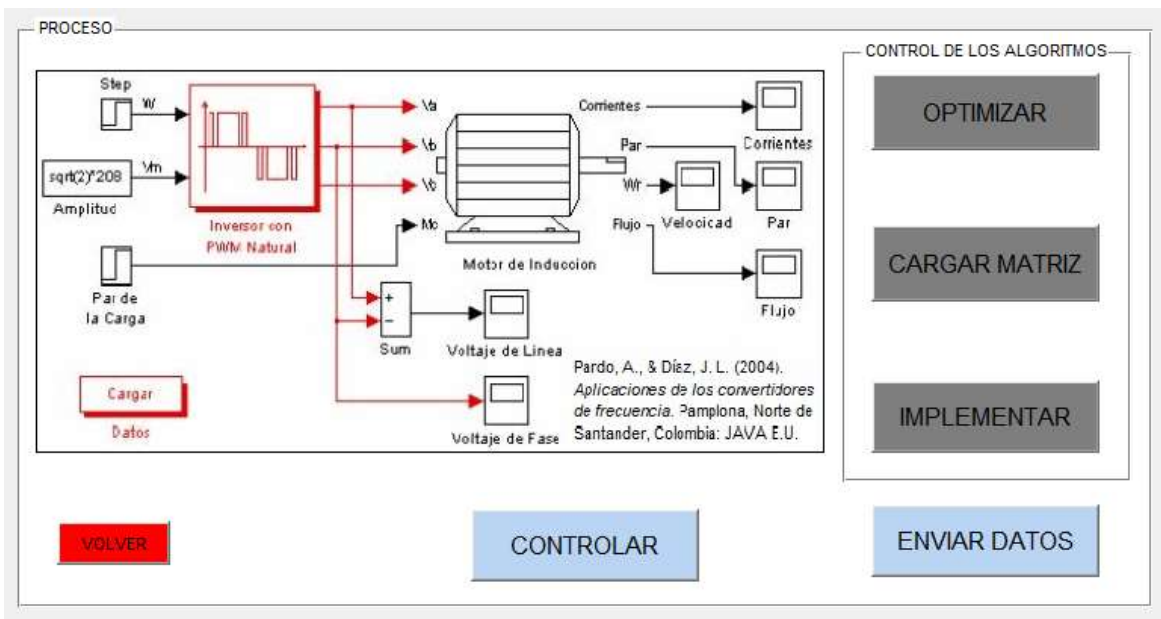 PROCESO
Step
W
sqrt(2)*208
Vm
Amplitud
Inversor con
PWM Natural
Par de
la Carga
Cargar
Datos
Va
Vb
Motor de Induccion
Corrientes
Par
Wr
Flujo
Corrientes
Velocicad
Par
Flujo
+
−
Sum
Voltaje de Linea
Voltaje de Fase
Pardo, A., & Díaz, J. L. (2004).
Aplicaciones de los convertidores
de frecuencia. Pamplona, Norte de
Santander, Colombia: JAVA E.U.
CONTROL DE LOS ALGORITMOS
OPTIMIZAR
CARGAR MATRIZ
IMPLEMENTAR
VOLVER
CONTROLAR
ENVIAR DATOS